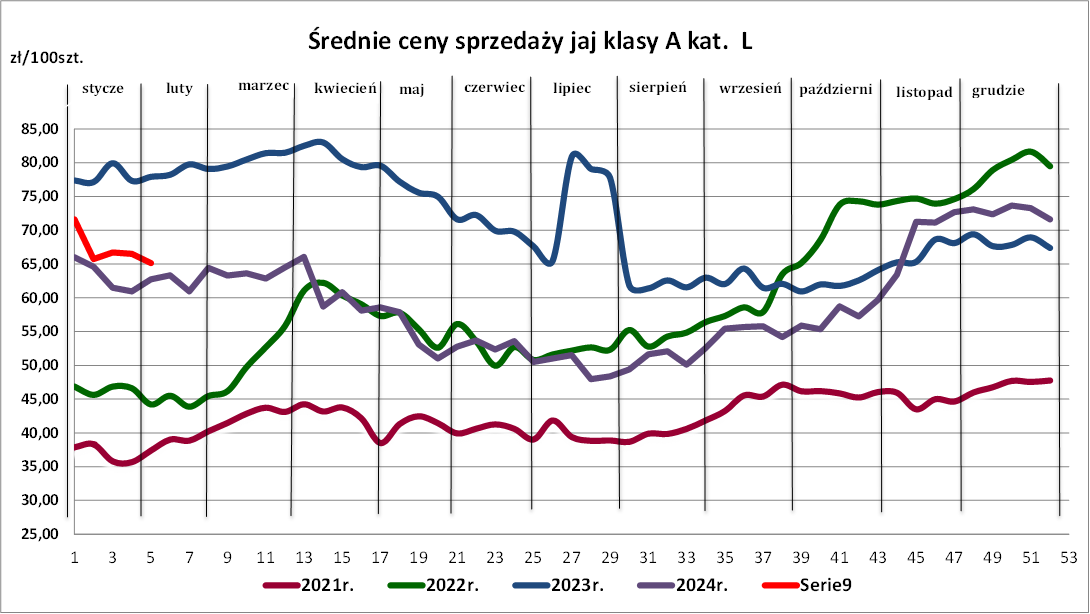 Średnie ceny sprzedaży jaj klasy A kat. L
zł/100szt.
stycze luty marzec kwiecień maj czerwiec lipiec sierpień wrzesień październi listopad grudzie
85,00
80,00
75,00
70,00
65,00
60,00
55,00
50,00
45,00
40,00
35,00
30,00
25,00
1 3 5 7 9 11 13 15 17 19 21 23 25 27 29 31 33 35 37 39 41 43 45 47 49 51 53
2021r. 2022r. 2023r. 2024r. Serie9